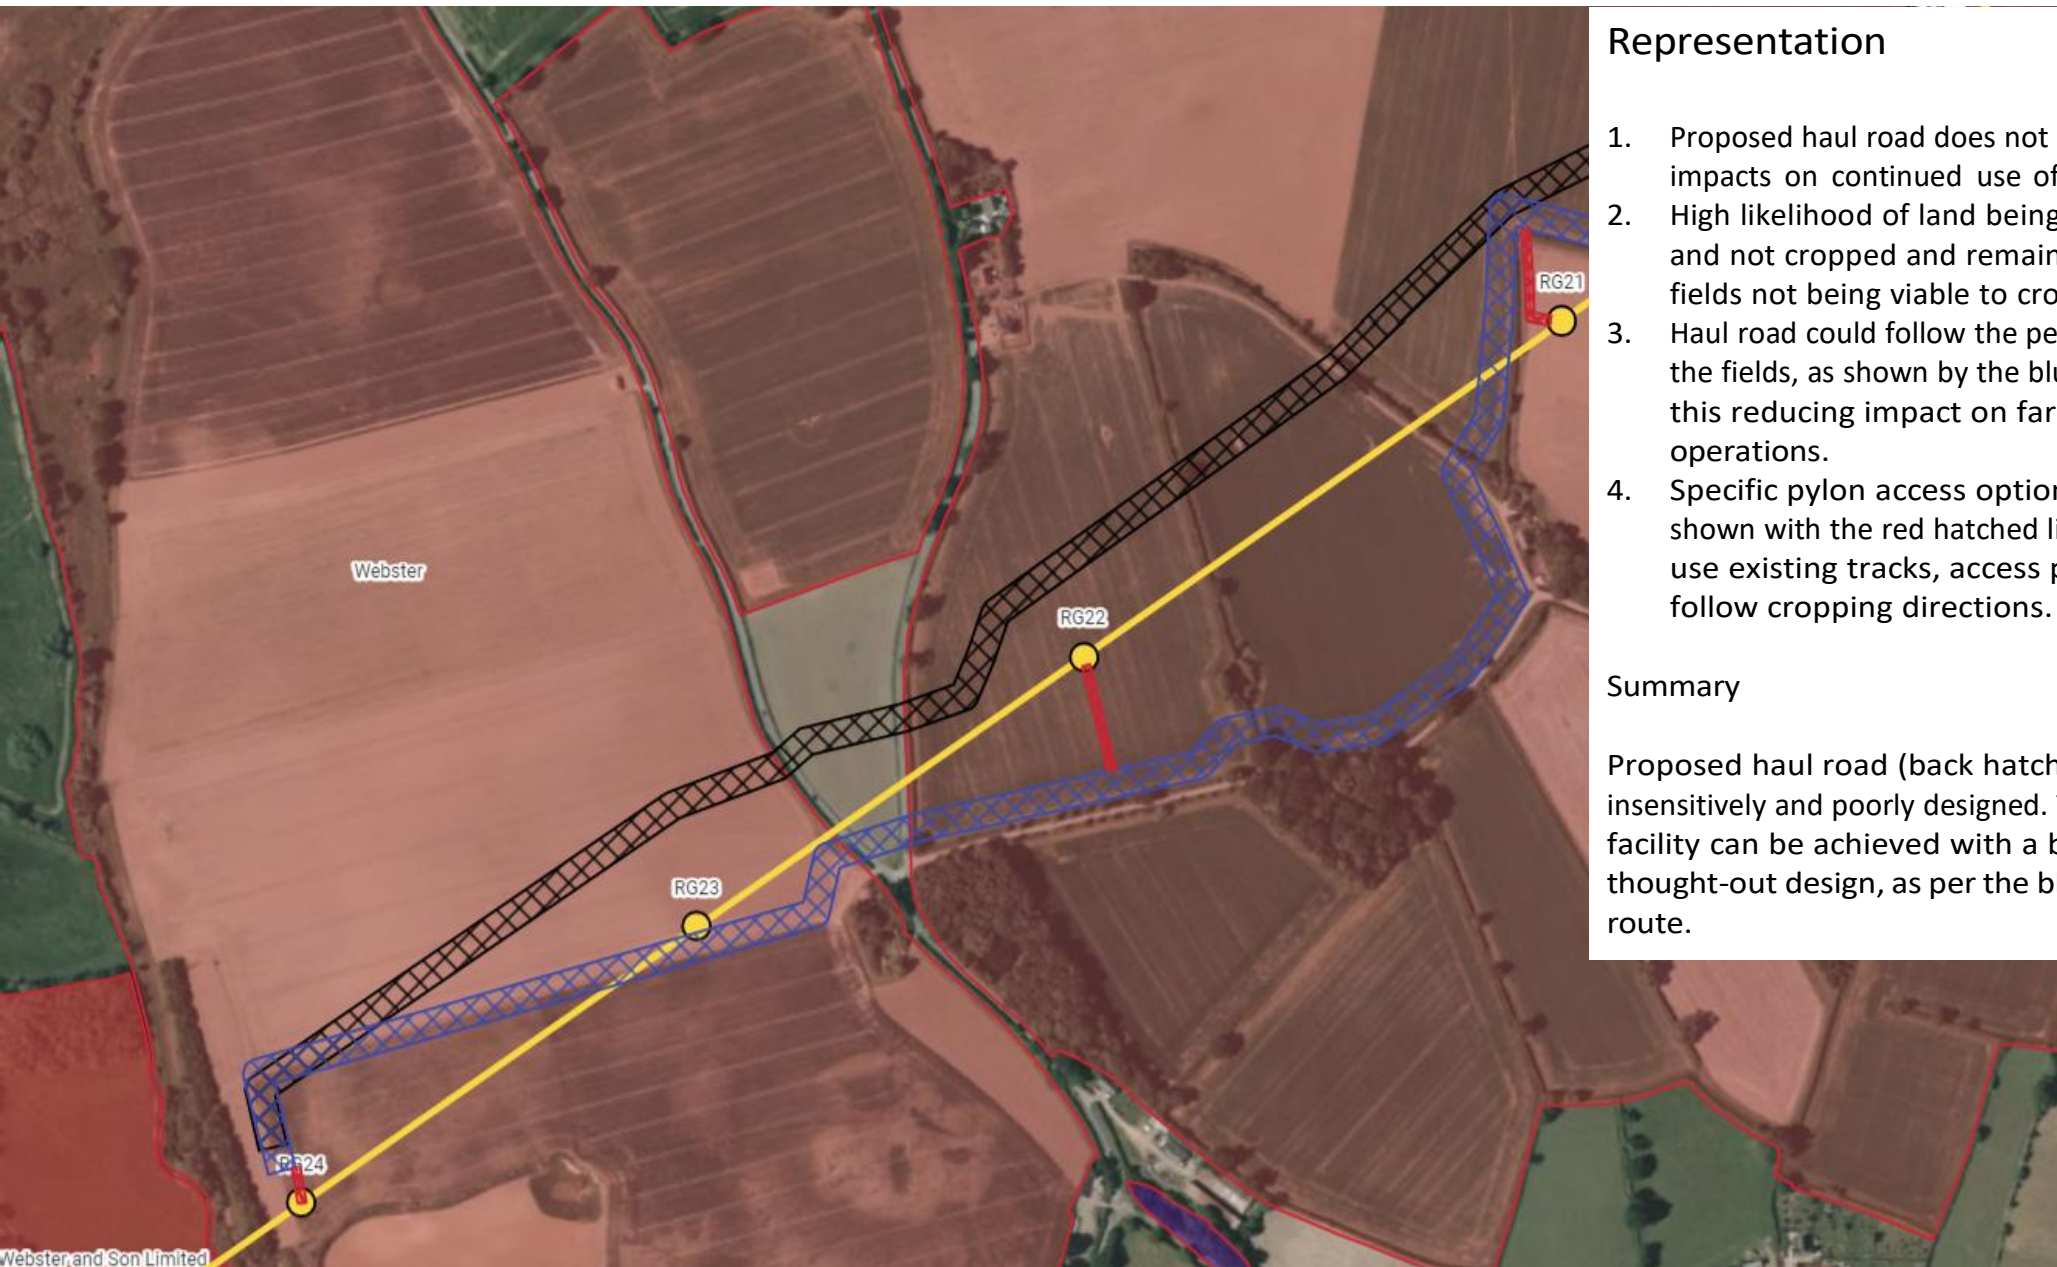 Representation
1. Proposed haul road does not
impacts on continued use of
2. High likelihood of land being
and not cropped and remain
fields not being viable to cro
3. Haul road could follow the pe
the fields, as shown by the blu
this reducing impact on far
operations.
4. Specific pylon access option
shown with the red hatched li
use existing tracks, access p
follow cropping directions.
Summary
Proposed haul road (back hatch
insensitively and poorly designed.
facility can be achieved with a b
thought-out design, as per the b
route.
RG21
Webster
RG22
RG23
RG24
Webster and Son Limited